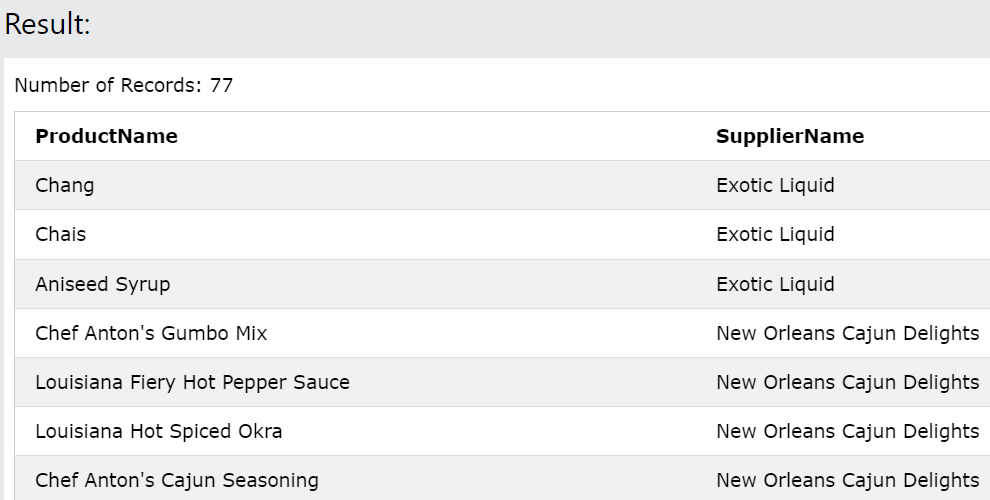 Result:
Number of Records: 77
ProductName SupplierName
Chang Exotic Liquid
Chais Exotic Liquid
Aniseed Syrup Exotic Liquid
Chef Anton's Gumbo Mix New Orleans Cajun Delights
Louisiana Fiery Hot Pepper Sauce New Orleans Cajun Delights
Louisiana Hot Spiced Okra New Orleans Cajun Delights
Chef Anton's Cajun Seasoning New Orleans Cajun Delights